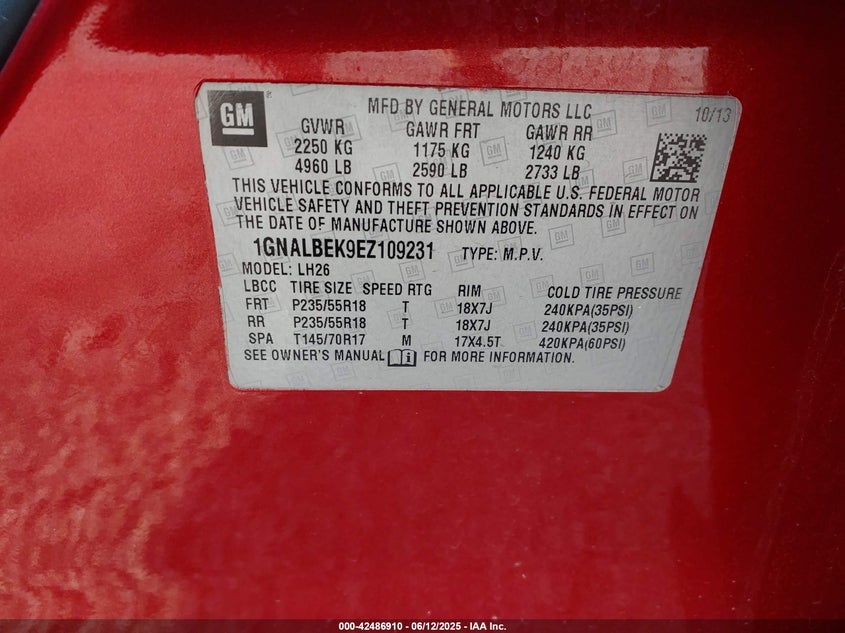 GM
MFD BY GENERAL MOTORS LLC
10/13
GVWR GAWR FRT GAWR RR
2250 KG 1175 KG 1240 KG
4960 LB 2590 LB 2733 LB
THIS VEHICLE CONFORMS TO ALL APPLICABLE U.S. FEDERAL MOTOR
VEHICLE SAFETY AND THEFT PREVENTION STANDARDS IN EFFECT ON
THE DATE OF MANUFACTURE SHOWN ABOVE.
1GNALBEK9EZ109231 TYPE: M.P.V.
MODEL: LH26
LBCC TIRE SIZE SPEED RTG RIM COLD TIRE PRESSURE
FRT P235/55R18 T 18X7J 240KPA(35PSI)
RR P235/55R18 T 18X7J 240KPA(35PSI)
SPA T145/70R17 M 17X4.5T 420KPA(60PSI)
SEE OWNER'S MANUAL FOR MORE INFORMATION.
000-42486910 - 06/12/2025 - IAA Inc.